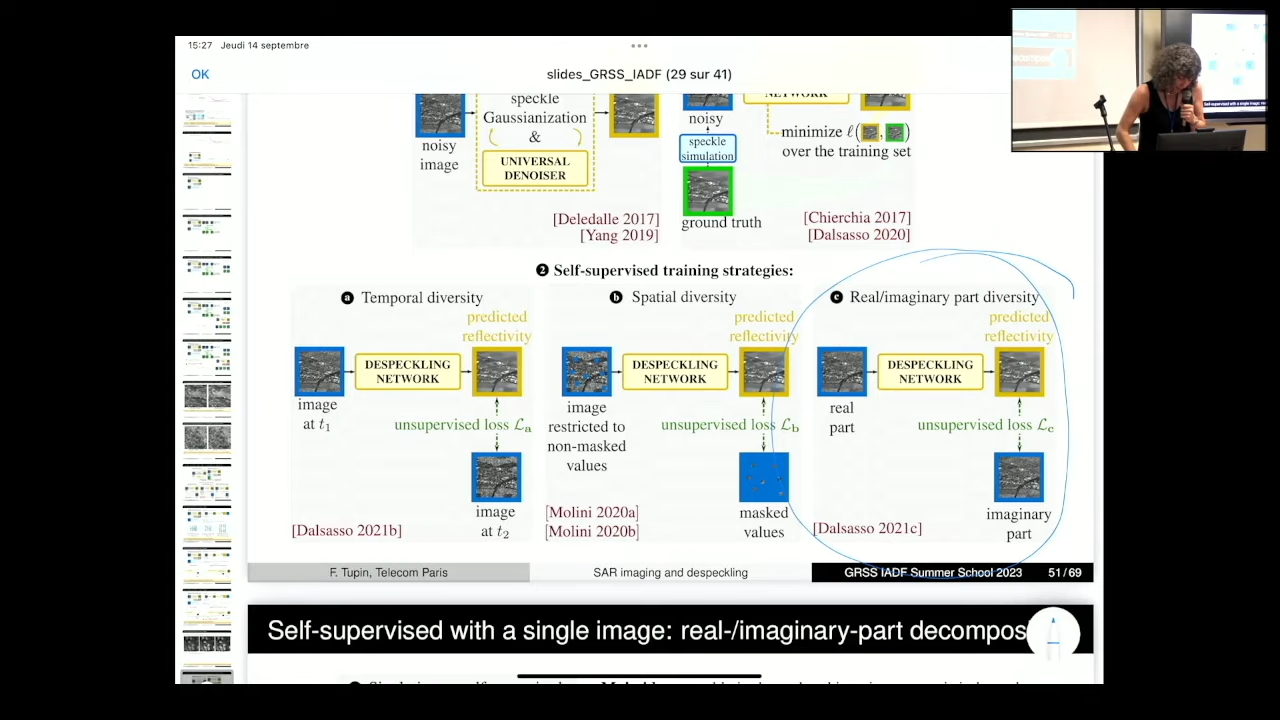 15:27 Jeudi 14 septembre
OK
slides_GRSS_IADF (29 sur 41)
noisy
image
speckle
Gaussianization
&
UNIVERSAL
DENOISER
[Deledalle 2017]
[Yang 2019]
NETWORK
noisy
speckle
simulation
ground truth
minimize ℓ( , )
over the training set
[Chierchia 2017]
[Dalsasso 2020]
❷ Self-supervised training strategies:
a Temporal diversity
predicted
reflectivity
DESPECKLING
NETWORK
image
at t₁
unsupervised loss ℒa
image
at t₂
[Dalsasso 2021b]
b Spatial diversity
predicted
reflectivity
DESPECKLING
NETWORK
image
restricted to
non-masked
values
unsupervised loss ℒb
masked
values
[Molini 2020a]
[Molini 2020b]
c Real/imaginary part diversity
predicted
reflectivity
DESPECKLING
NETWORK
real
part
unsupervised loss ℒc
imaginary
part
[Dalsasso 2021c]
F. Tupin, Telecom Paris
SAR imaging and despeckling
GRSS IADF Summer School 2023 51/69
Self-supervised with a single image: real-/imaginary-part decompos